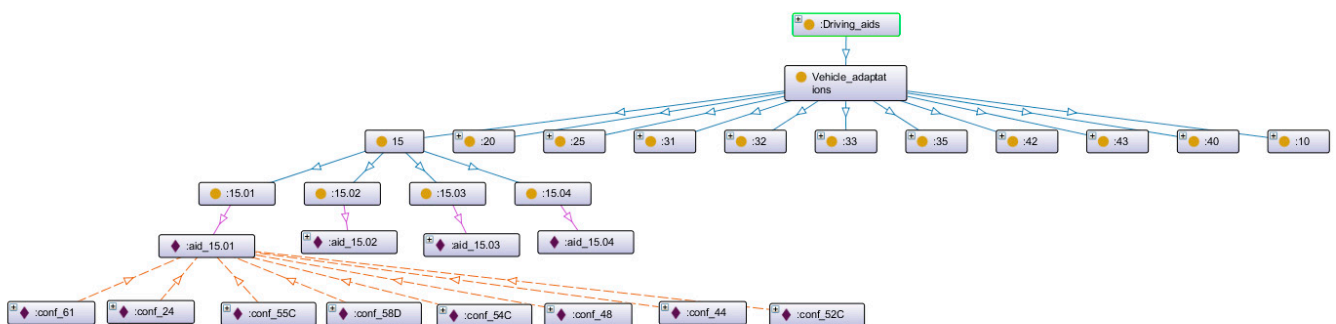 :Driving_aids
Vehicle_adaptat
ions
15
:20
:25
:31
:32
:33
:35
:42
:43
:40
:10
:15.01
:15.02
:15.03
:15.04
:aid_15.01
:aid_15.02
:aid_15.03
:aid_15.04
:conf_61
:conf_24
:conf_55C
:conf_58D
:conf_54C
:conf_48
:conf_44
:conf_52C